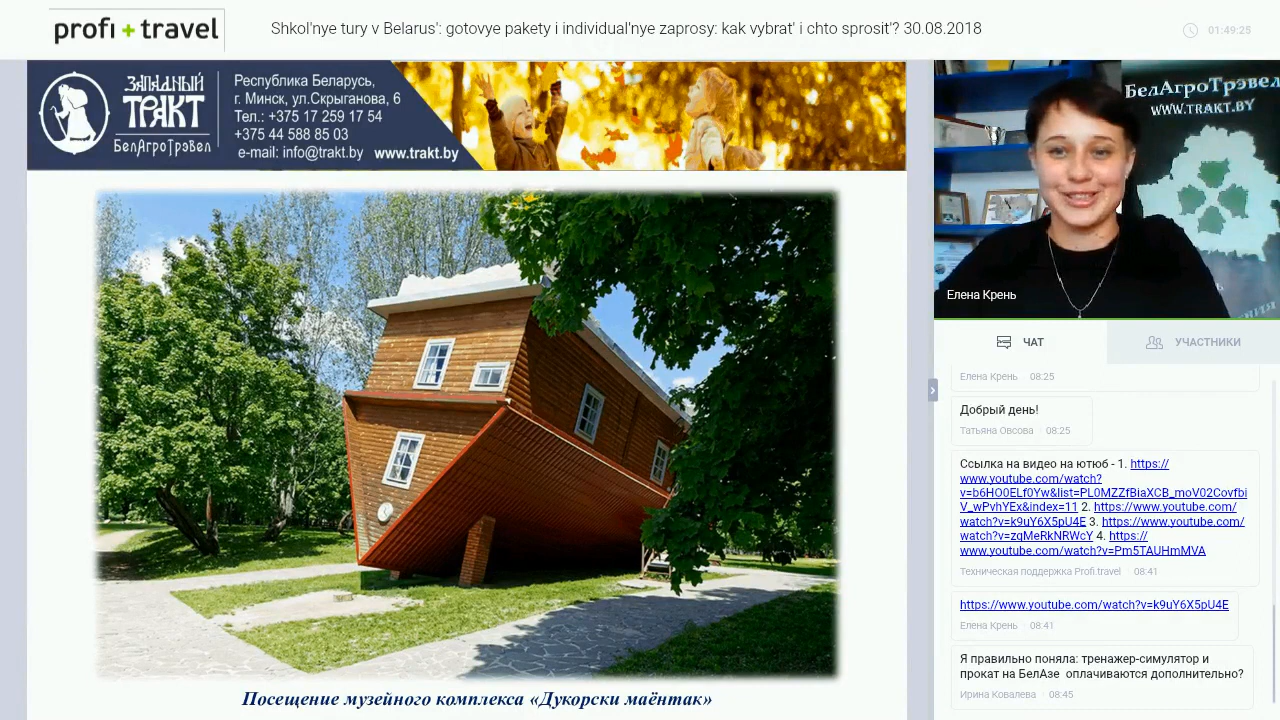 profi + travel
Shkol'nye tury v Belarus': gotovye pakety i individual'nye zaprosy: kak vybrat' i chto sprosit'? 30.08.2018
01:49:25
ЗАПАДНЫЙ
ТРАКТ
БелАгроТрэвел
Республика Беларусь,
г. Минск, ул.Скрыганова, 6
Тел.: +375 17 259 17 54
+375 44 588 85 03
e-mail: info@trakt.by www.trakt.by
Посещение музейного комплекса «Дукорски маёнтак»
БелАгроТрэвел
WWW.TRAKT.BY
Елена Крень
ЧАТ
УЧАСТНИКИ
Елена Крень 08:25
Добрый день!
Татьяна Овсова 08:25
Ссылка на видео на ютюб - 1. https://
www.youtube.com/watch?
v=b6HO0ELf0Yw&list=PL0MZZfBiaXCB_moV02Covfbi
V_wPvhYEx&index=11 2. https://www.youtube.com/
watch?v=k9uY6X5pU4E 3. https://www.youtube.com/
watch?v=zqMeRkNRWcY 4. https://
www.youtube.com/watch?v=Pm5TAUHmMVA
Техническая поддержка Profi.travel 08:41
https://www.youtube.com/watch?v=k9uY6X5pU4E
Елена Крень 08:41
Я правильно поняла: тренажер-симулятор и
прокат на БелАзе оплачиваются дополнительно?
Ирина Ковалева 08:45